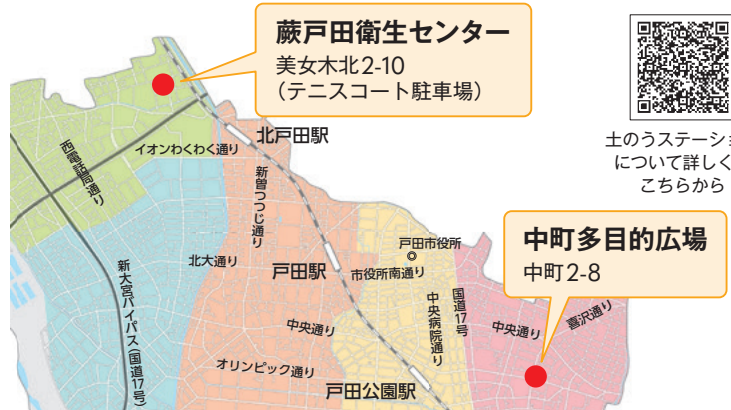 蕨戸田衛生センター
美女木北2-10
（テニスコート駐車場）
土のうステーショ
について詳しく
こちらから
北戸田駅
イオンわくわく通り
西電話局通り
新曽つつじ通り
北大通り
新大宮バイパス（国道17号）
戸田駅
戸田市役所
市役所南通り
中町多目的広場
中町2-8
中央通り
中央病院通り
国道17号
中央通り
喜沢通り
オリンピック通り
戸田公園駅